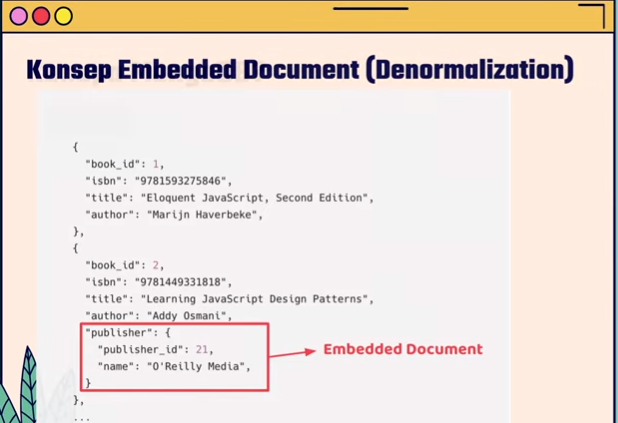 Konsep Embedded Document (Denormalization)
{
"book_id": 1,
"isbn": "9781593275846",
"title": "Eloquent JavaScript, Second Edition",
"author": "Marijn Haverbeke",
},
{
"book_id": 2,
"isbn": "9781449331818",
"title": "Learning JavaScript Design Patterns",
"author": "Addy Osmani",
"publisher": {
"publisher_id": 21,
"name": "O'Reilly Media",
}
},
...
Embedded Document